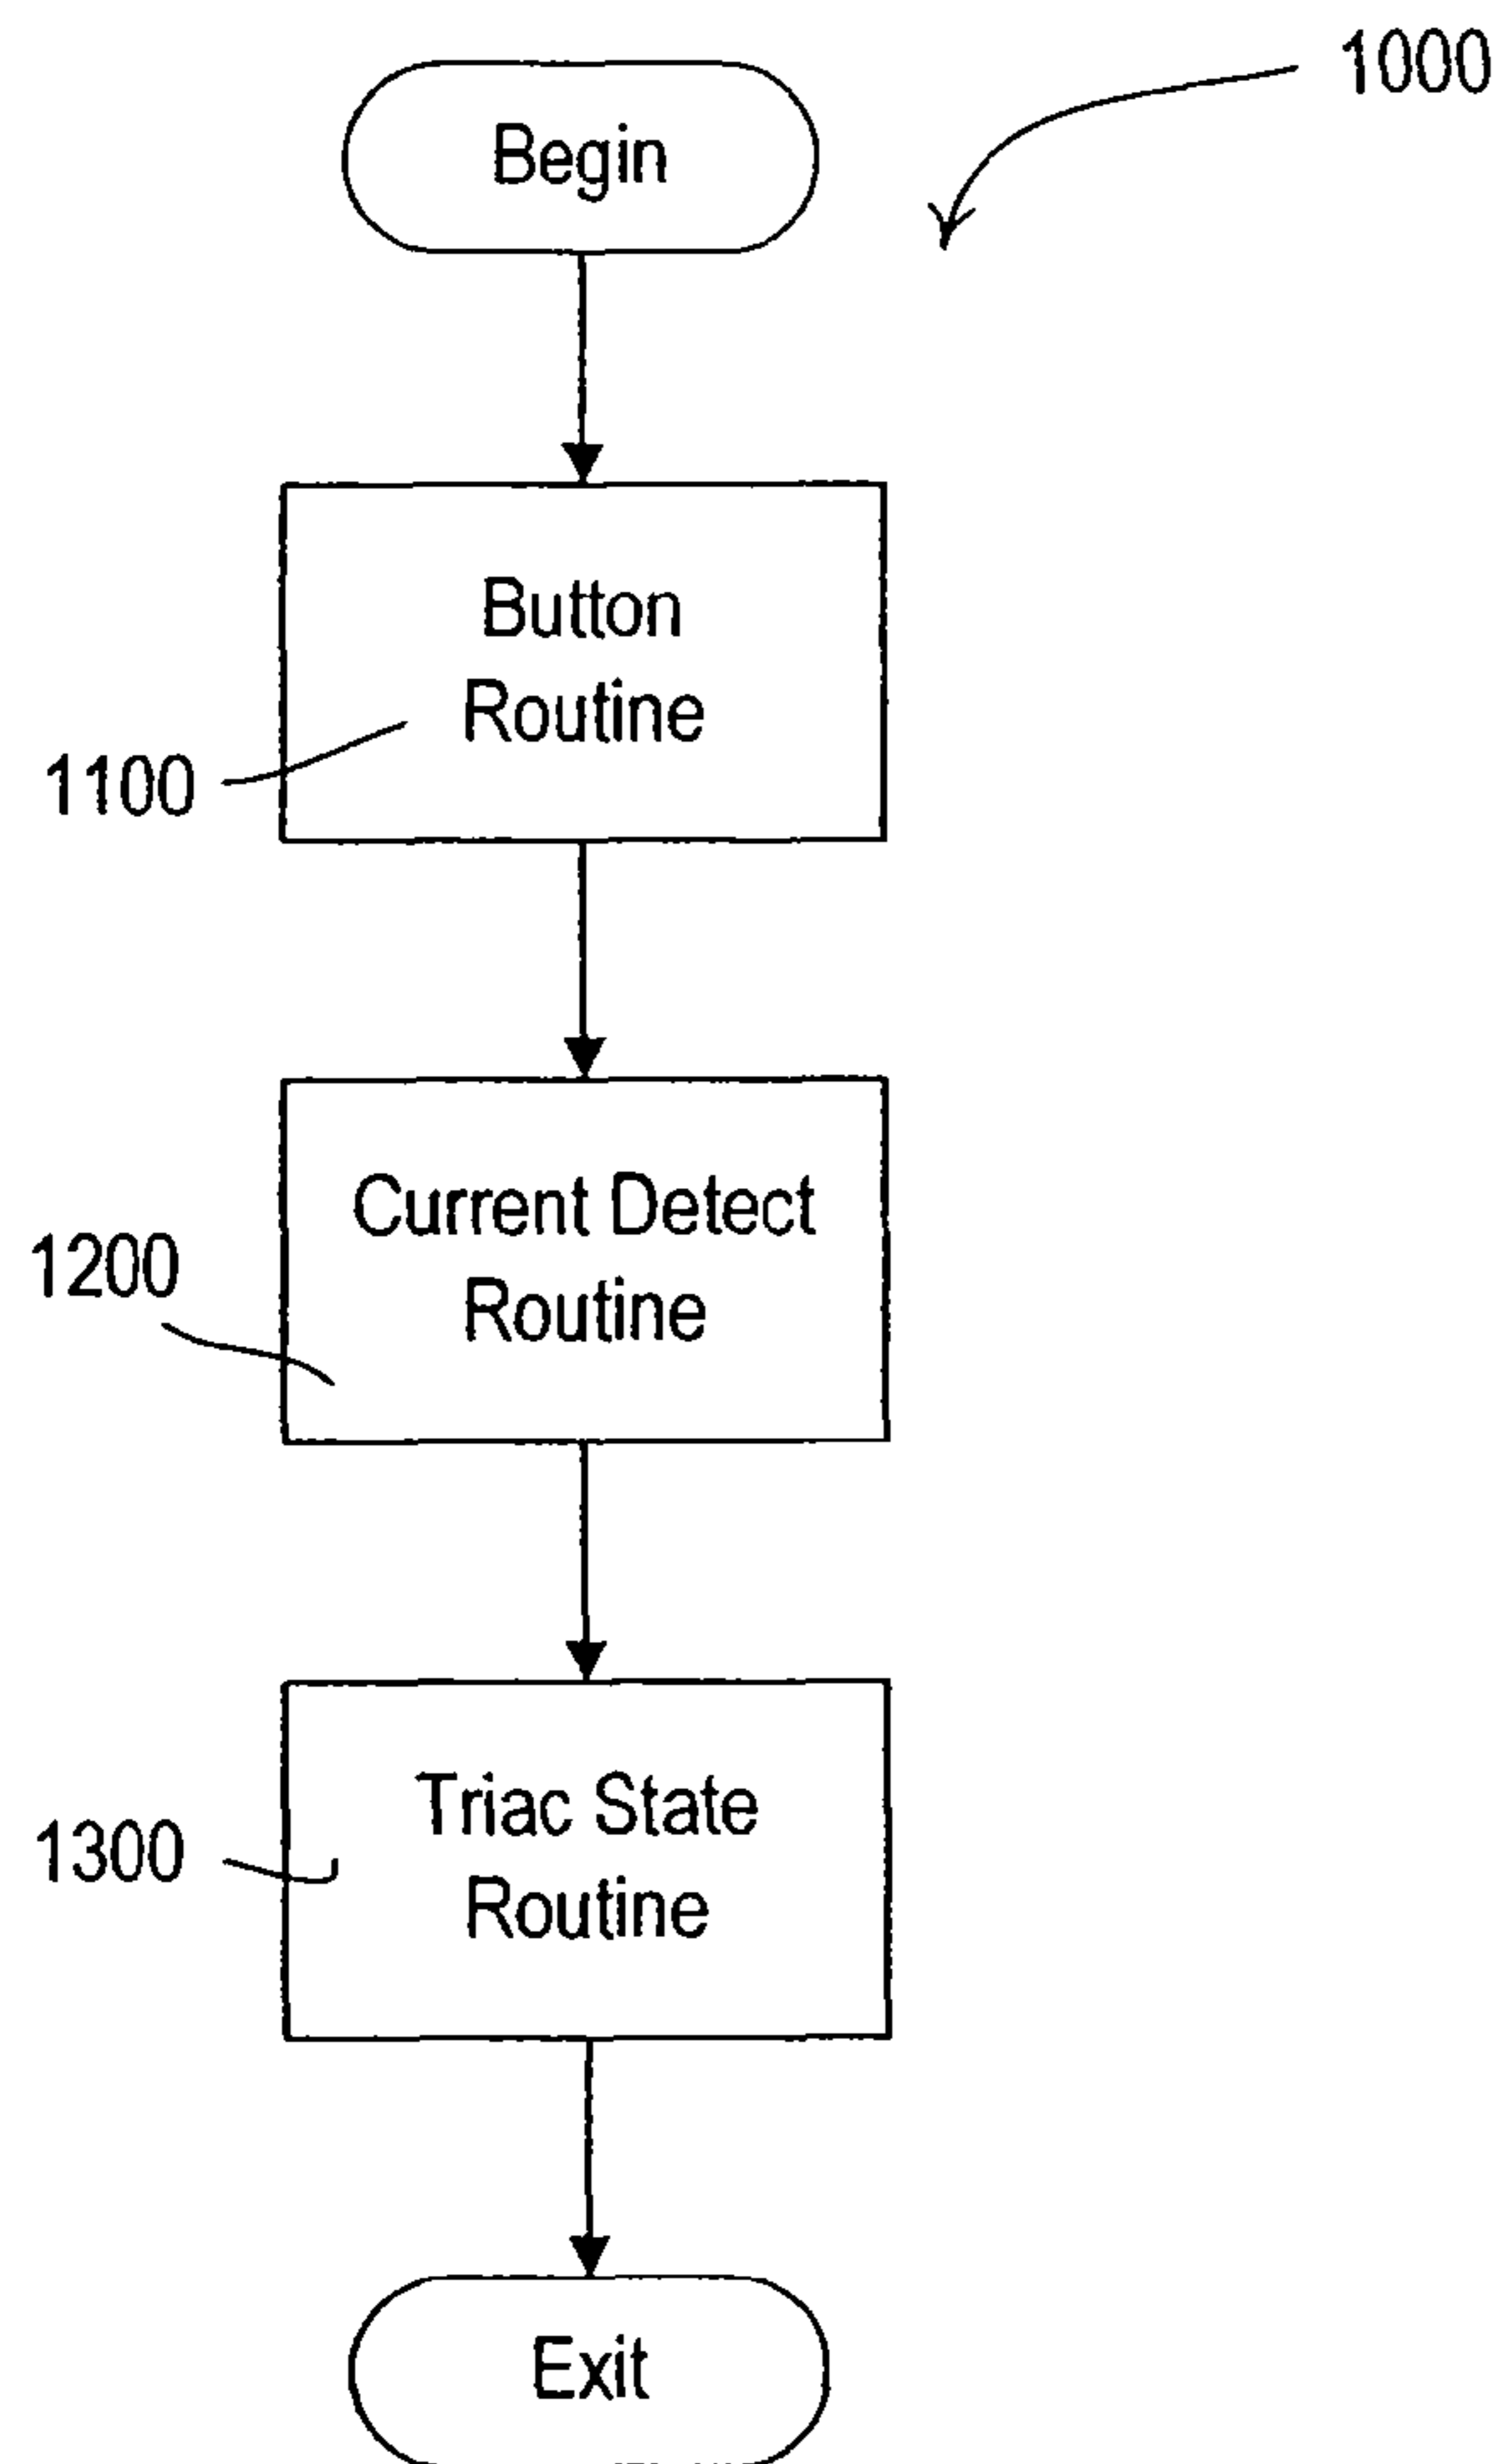 1000
Begin
Button
Routine
1100
Current Detect
Routine
1200
Triac State
Routine
1300
Exit